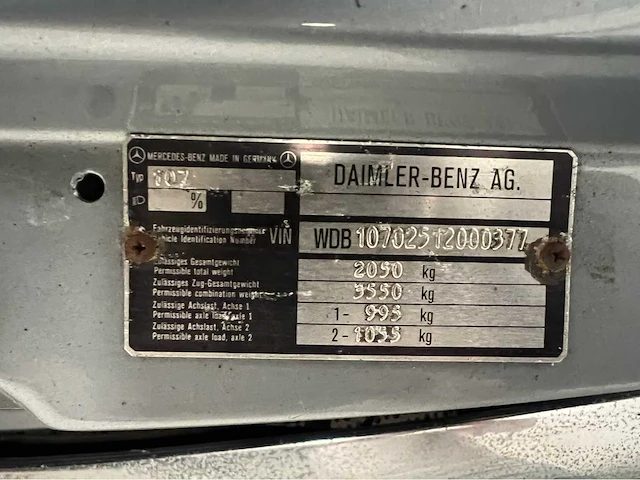 MERCEDES-BENZ MADE IN GERMANY
DAIMLER-BENZ AG.
Typ 107
%
Fahrzeugidentifizierungsnummer
Vehicle Identification Number VIN WDB 10702512000377
Zulässiges Gesamtgewicht
Permissible total weight 2050 kg
Zulässiges Zug-Gesamtgewicht
Permissible combination weight 3550 kg
Zulässige Achslast, Achse 1
Permissible axle load, axle 1 1- 995 kg
Zulässige Achslast, Achse 2
Permissible axle load, axle 2 2- 1055 kg